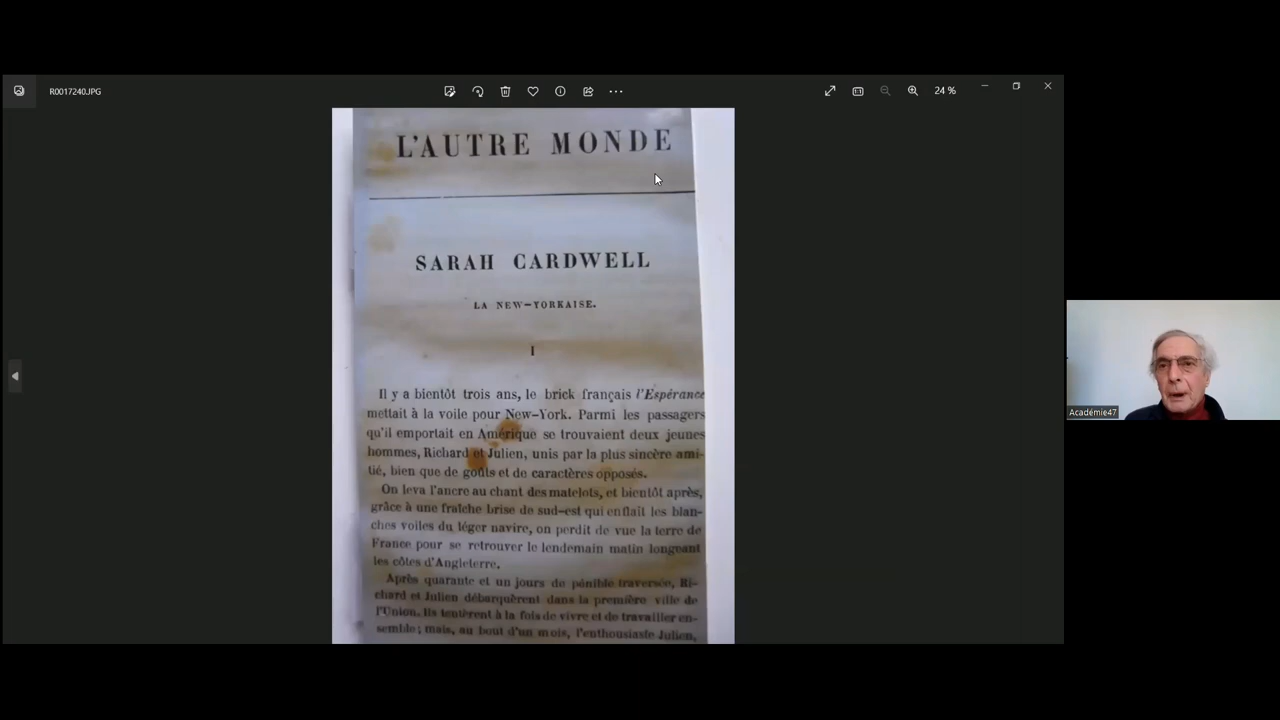 R0017240.JPG
24 %
L'AUTRE MONDE
SARAH CARDWELL
LA NEW-YORKAISE.
I
Il y a bientôt trois ans, le brick français l'Espérance
mettait à la voile pour New-York. Parmi les passagers
qu'il emportait en Amérique se trouvaient deux jeunes
hommes, Richard et Julien, unis par la plus sincère ami-
tié, bien que de goûts et de caractères opposés.
On leva l'ancre au chant des matelots, et bientôt après,
grâce à une fraîche brise de sud-est qui enflait les blan-
ches voiles du léger navire, on perdit de vue la terre de
France pour se retrouver le lendemain matin longeant
les côtes d'Angleterre.
Après quarante et un jours de pénible traversée, Ri-
chard et Julien débarquèrent dans la première ville de
l'Union. Ils tentèrent à la fois de vivre et de travailler en-
semble; mais, au bout d'un mois, l'enthousiaste Julien,
Académie47